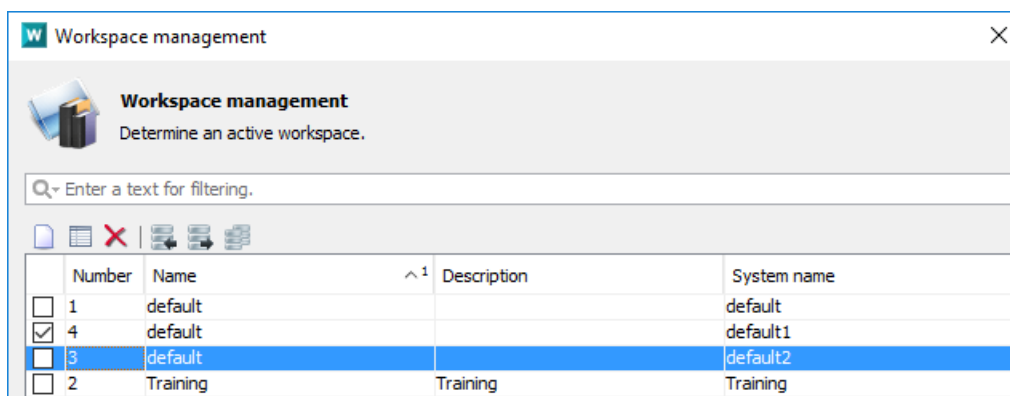 W Workspace management
Workspace management
Determine an active workspace.
Enter a text for filtering.
Number Name 1 Description System name
1 default default
4 default default1
3 default default2
2 Training Training Training